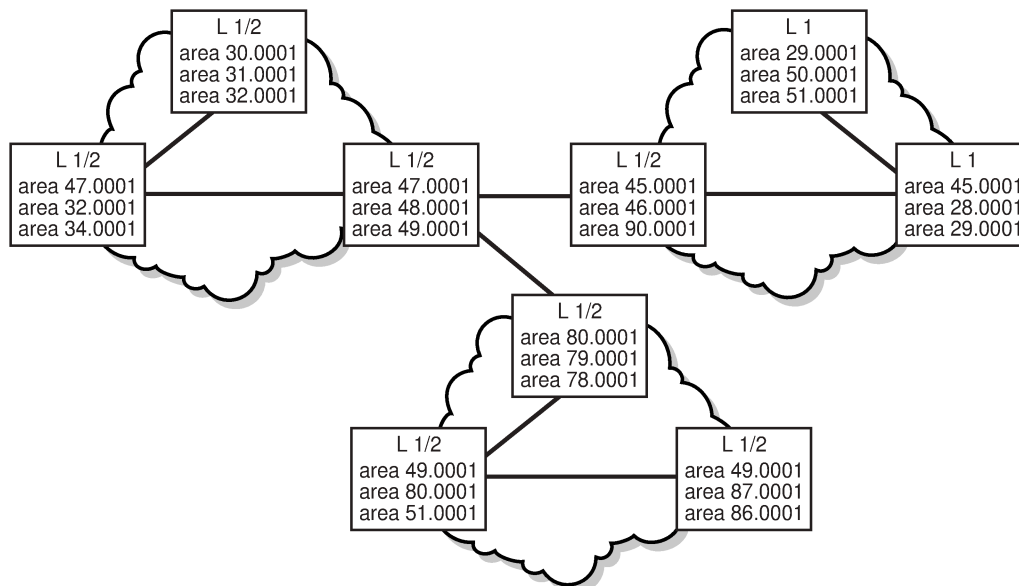 L 1/2
area 30.0001
area 31.0001
area 32.0001
L 1
area 29.0001
area 50.0001
area 51.0001
L 1/2
area 47.0001
area 32.0001
area 34.0001
L 1/2
area 47.0001
area 48.0001
area 49.0001
L 1/2
area 45.0001
area 46.0001
area 90.0001
L 1
area 45.0001
area 28.0001
area 29.0001
L 1/2
area 80.0001
area 79.0001
area 78.0001
L 1/2
area 49.0001
area 80.0001
area 51.0001
L 1/2
area 49.0001
area 87.0001
area 86.0001